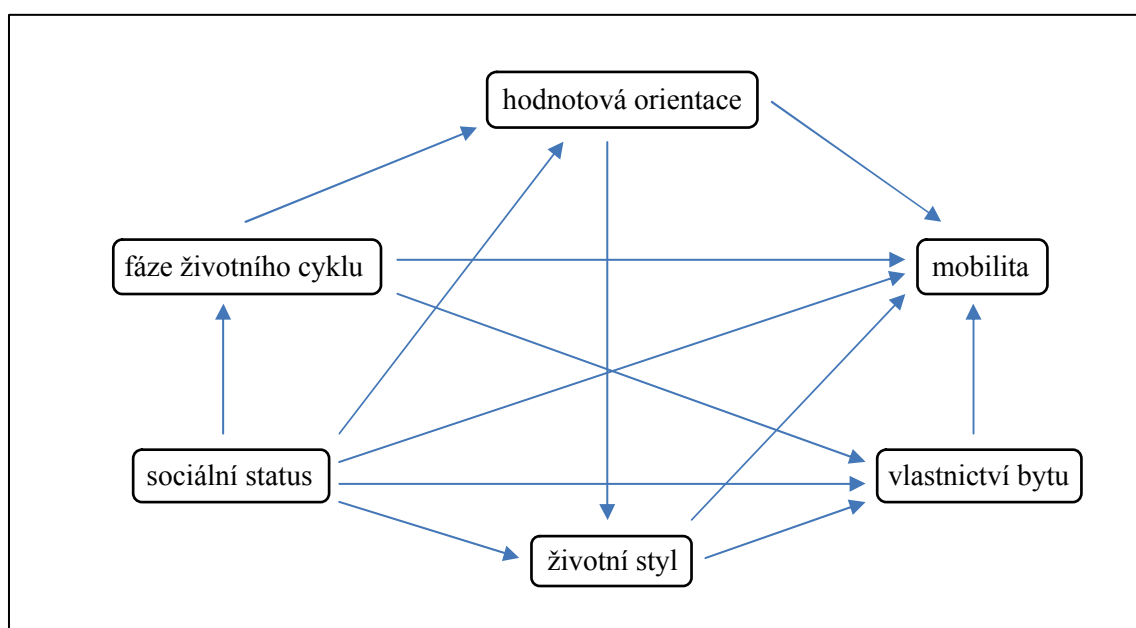 hodnotová orientace
fáze životního cyklu
mobilita
sociální status
vlastnictví bytu
životní styl